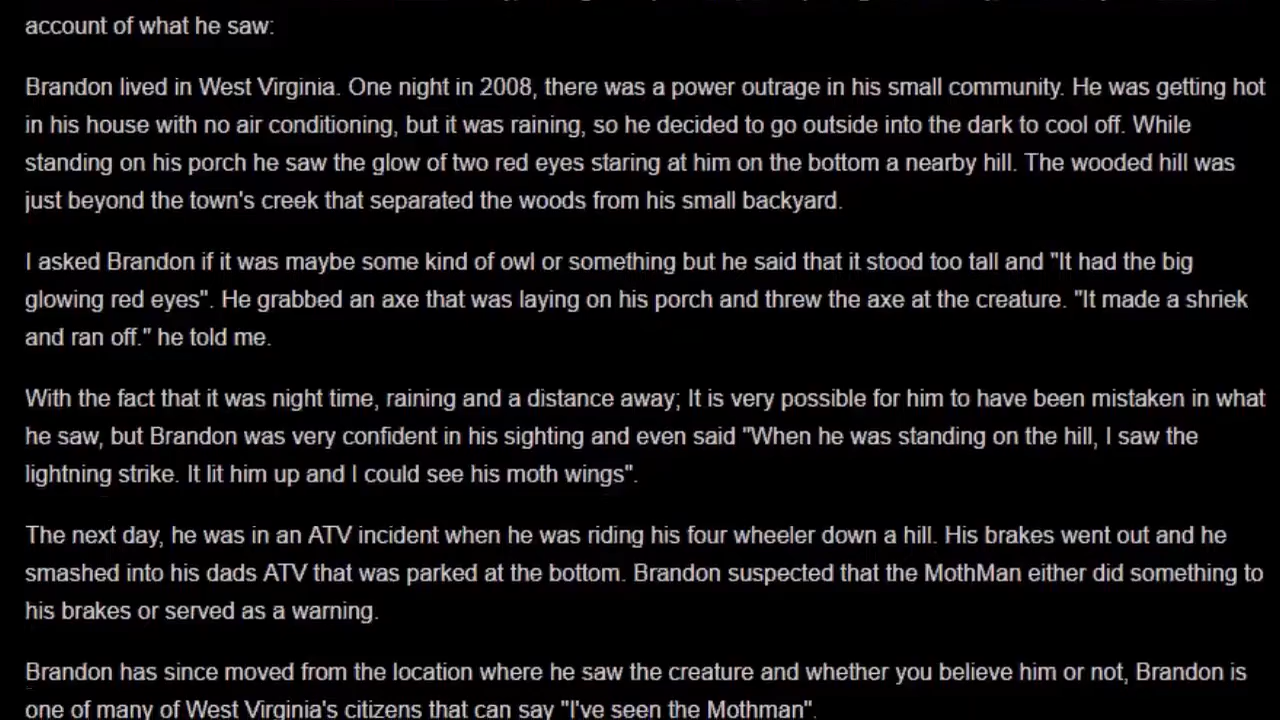 account of what he saw:
Brandon lived in West Virginia. One night in 2008, there was a power outrage in his small community. He was getting hot
in his house with no air conditioning, but it was raining, so he decided to go outside into the dark to cool off. While
standing on his porch he saw the glow of two red eyes staring at him on the bottom a nearby hill. The wooded hill was
just beyond the town's creek that separated the woods from his small backyard.
I asked Brandon if it was maybe some kind of owl or something but he said that it stood too tall and "It had the big
glowing red eyes". He grabbed an axe that was laying on his porch and threw the axe at the creature. "It made a shriek
and ran off." he told me.
With the fact that it was night time, raining and a distance away; It is very possible for him to have been mistaken in what
he saw, but Brandon was very confident in his sighting and even said "When he was standing on the hill, I saw the
lightning strike. It lit him up and I could see his moth wings".
The next day, he was in an ATV incident when he was riding his four wheeler down a hill. His brakes went out and he
smashed into his dads ATV that was parked at the bottom. Brandon suspected that the MothMan either did something to
his brakes or served as a warning.
Brandon has since moved from the location where he saw the creature and whether you believe him or not, Brandon is
one of many of West Virginia's citizens that can say "I've seen the Mothman".